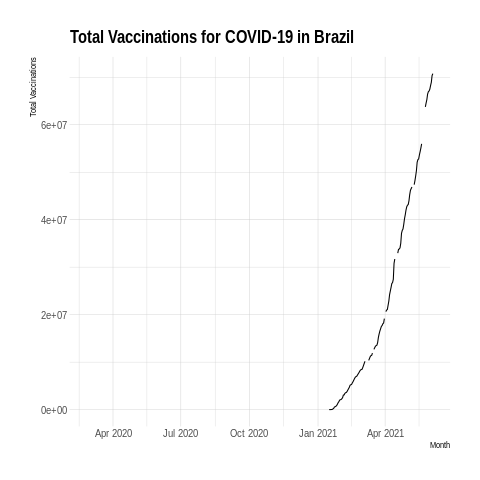 Total Vaccinations for COVID-19 in Brazil
Total Vaccinations
6e+07
4e+07
2e+07
0e+00
Apr 2020 Jul 2020 Oct 2020 Jan 2021 Apr 2021
Month